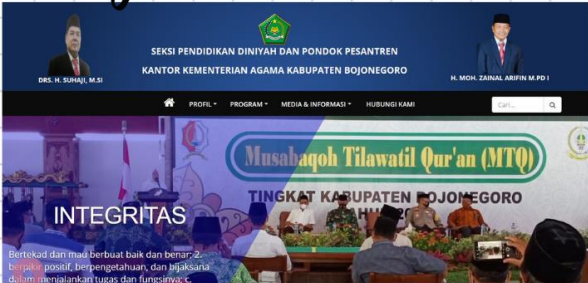 SEKSI PENDIDIKAN DINIYAH DAN PONDOK PESANTREN
KANTOR KEMENTERIAN AGAMA KABUPATEN BOJONEGORO
DRS. H. SUHAJI, M.SI
H. MOH. ZAINAL ARIFIN M.PD I
PROFIL PROGRAM MEDIA & INFORMASI HUBUNGI KAMI
Cari...
Musabaqoh Tilawatil Qur'an (MTQ)
TINGKAT KABUPATEN BOJONEGORO
INTEGRITAS
Bertekad dan mau berbuat baik dan benar; 2.
berpikir positif, berpengetahuan, dan bijaksana
dalam menjalankan tugas dan fungsinya; c.